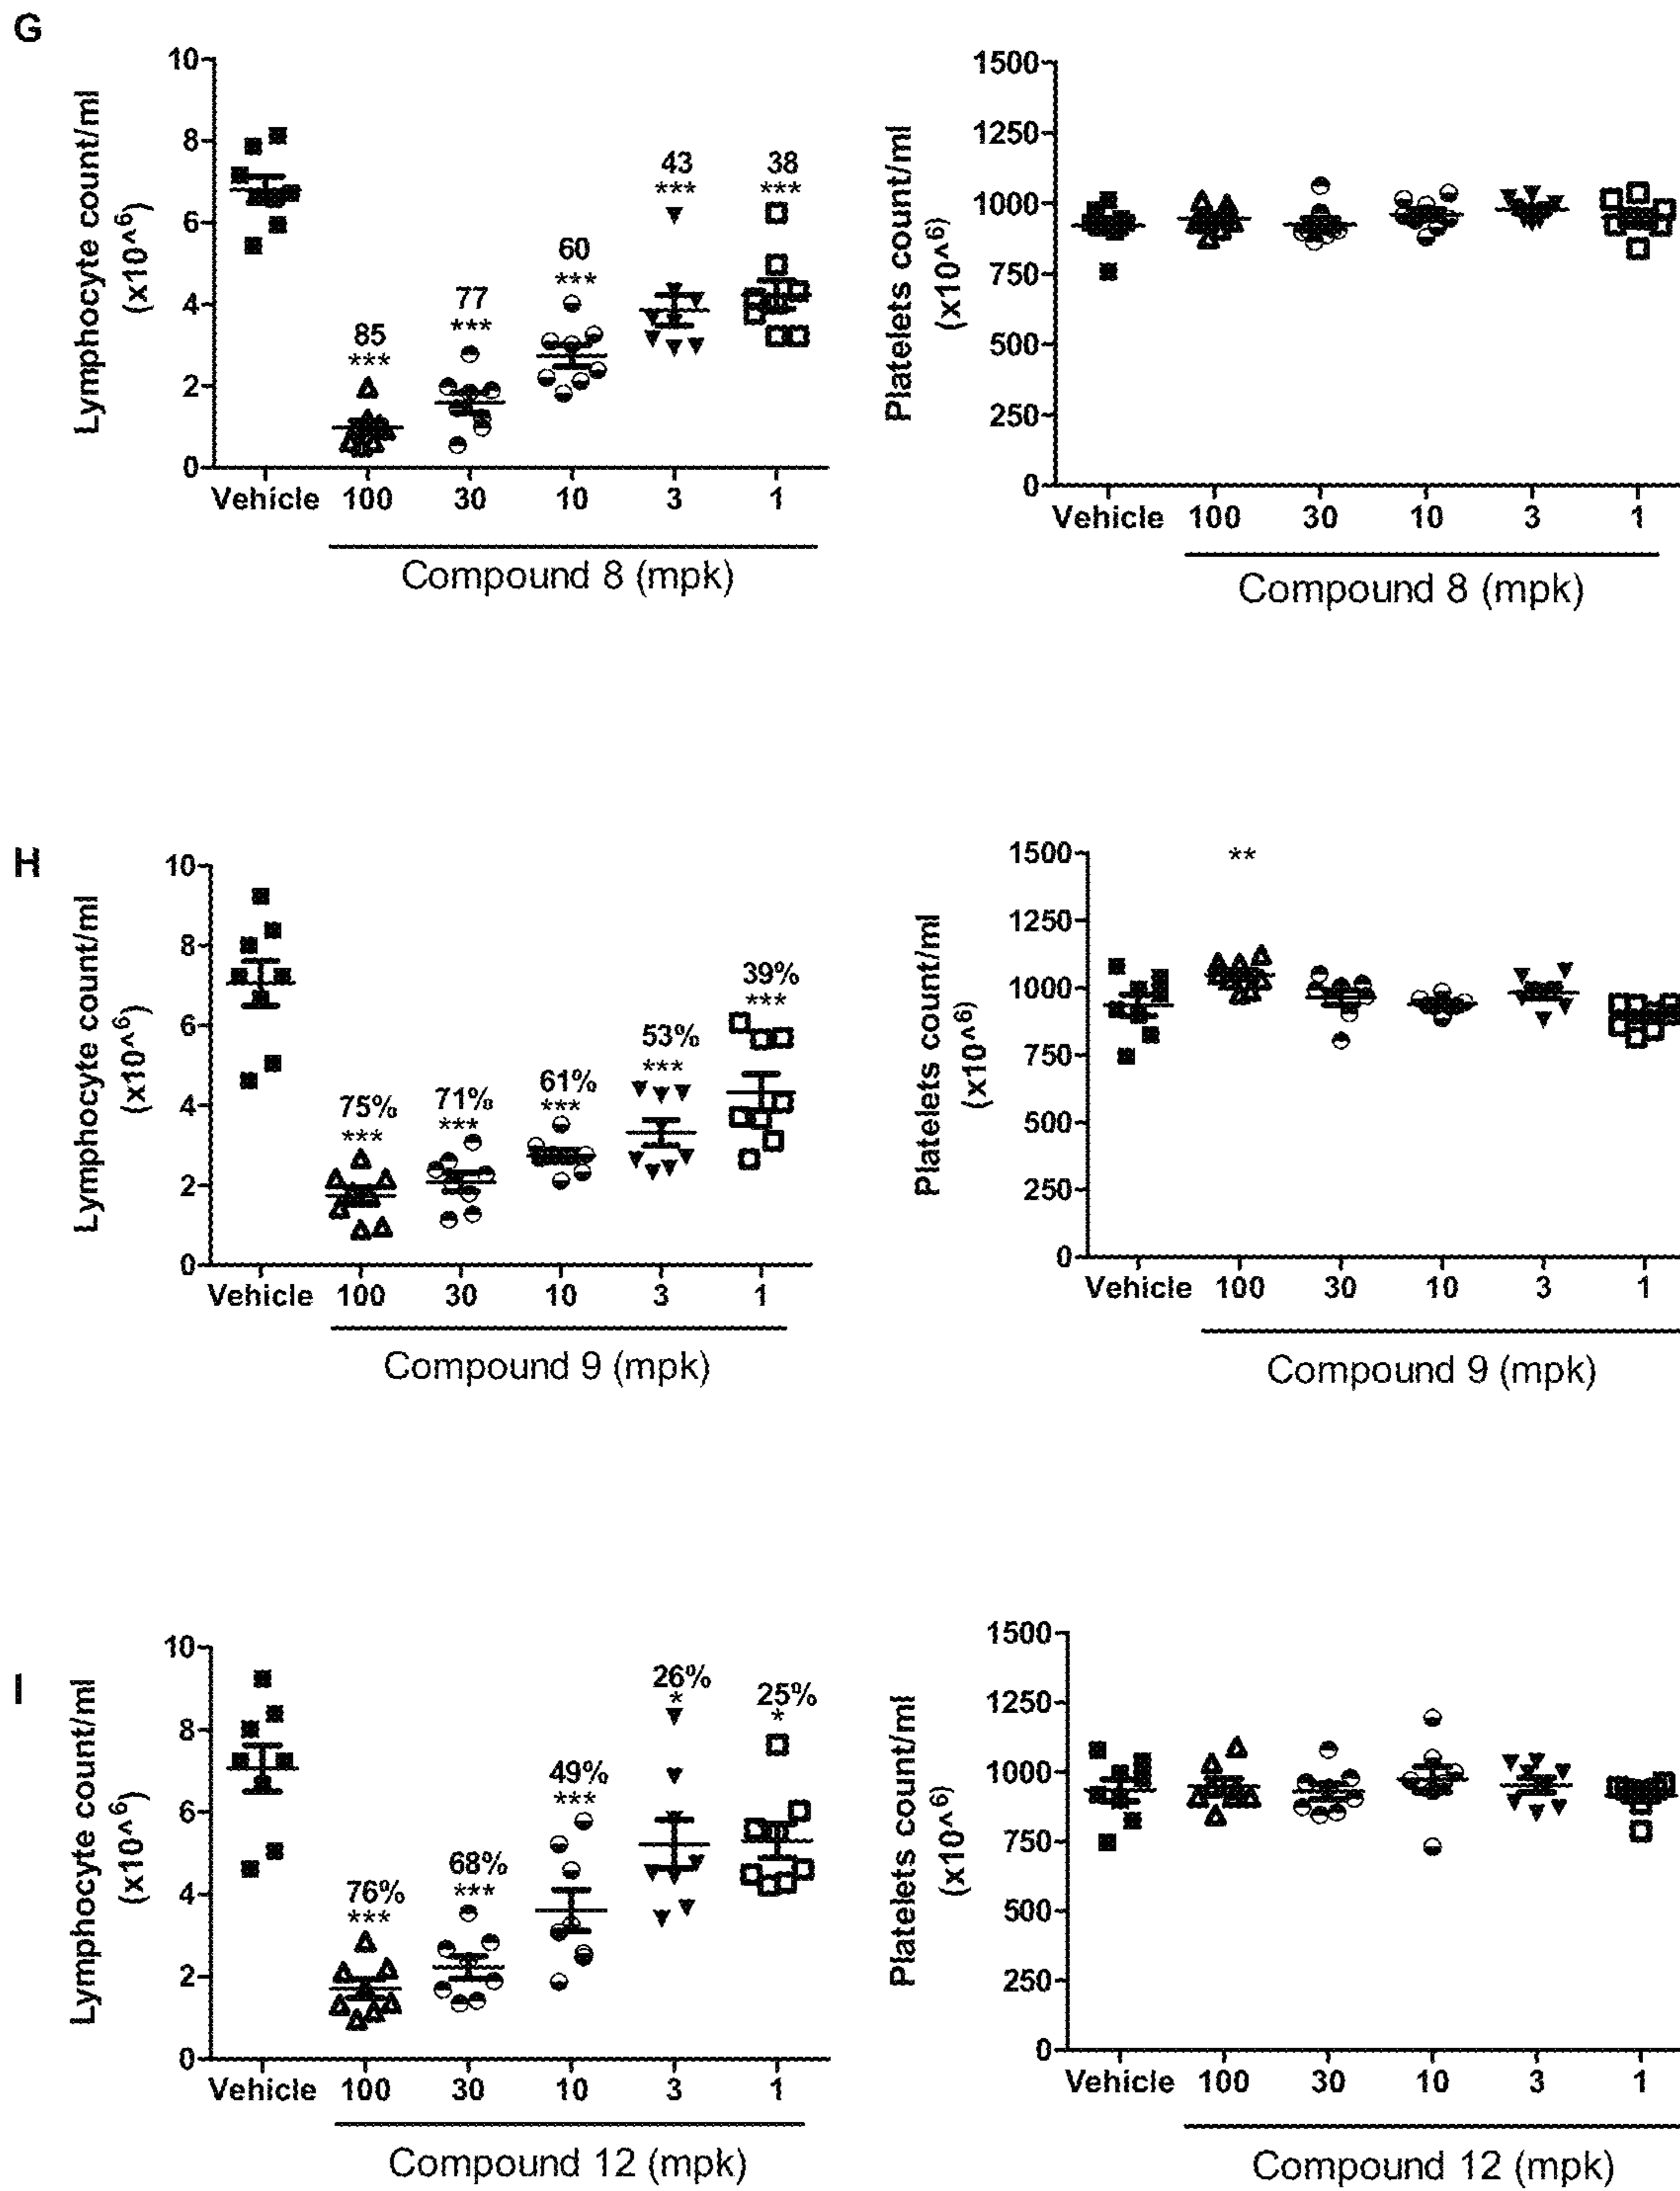 G
Lymphocyte count/ml
(x10^6)
10
8
6
4
2
0
85
***
77
***
60
***
43
***
38
***
Vehicle 100 30 10 3 1
Compound 8 (mpk)
Platelets count/ml
(x10^6)
1500
1250
1000
750
500
250
0
Vehicle 100 30 10 3 1
Compound 8 (mpk)
H
Lymphocyte count/ml
(x10^6)
10
8
6
4
2
0
75%
***
71%
***
61%
***
53%
***
39%
***
Vehicle 100 30 10 3 1
Compound 9 (mpk)
Platelets count/ml
(x10^6)
1500
1250
1000
750
500
250
0
**
Vehicle 100 30 10 3 1
Compound 9 (mpk)
I
Lymphocyte count/ml
(x10^6)
10
8
6
4
2
0
76%
***
68%
***
49%
***
26%
*
25%
*
Vehicle 100 30 10 3 1
Compound 12 (mpk)
Platelets count/ml
(x10^6)
1500
1250
1000
750
500
250
0
Vehicle 100 30 10 3 1
Compound 12 (mpk)